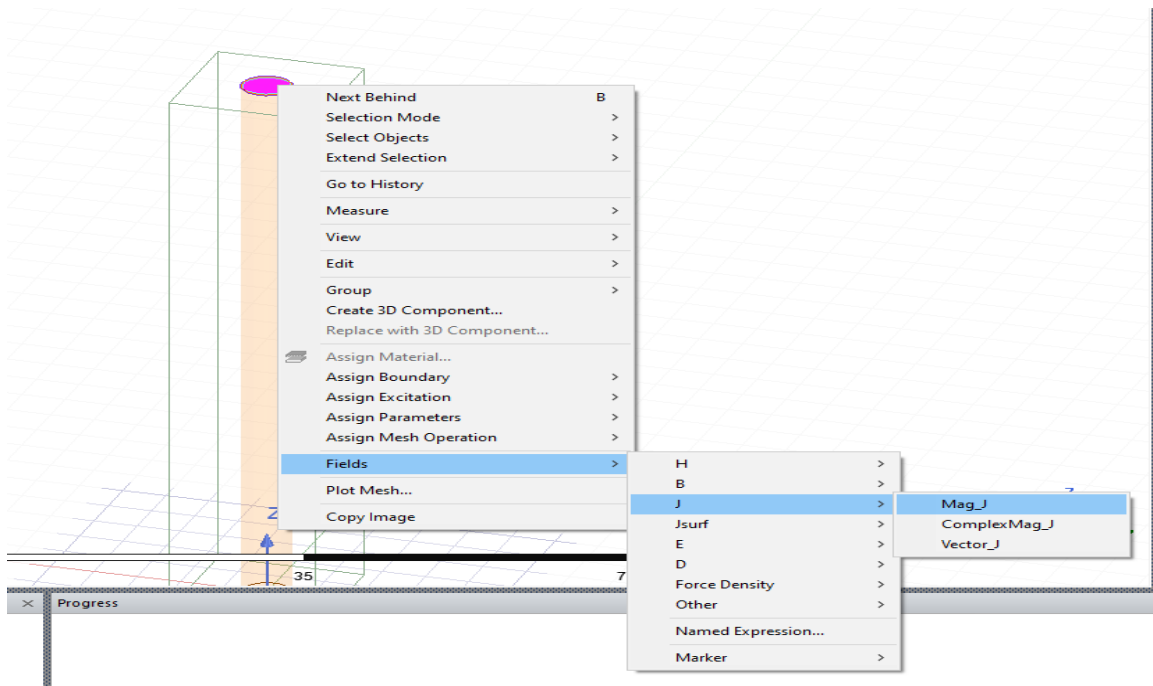 Next Behind B
Selection Mode >
Select Objects >
Extend Selection >
Go to History
Measure >
View >
Edit >
Group >
Create 3D Component...
Replace with 3D Component...
Assign Material...
Assign Boundary >
Assign Excitation >
Assign Parameters >
Assign Mesh Operation >
Fields >
Plot Mesh...
Copy Image
H >
B >
J >
Jsurf >
E >
D >
Force Density >
Other >
Named Expression...
Marker >
Mag_J
ComplexMag_J
Vector_J
Z
Z
35
7
× Progress